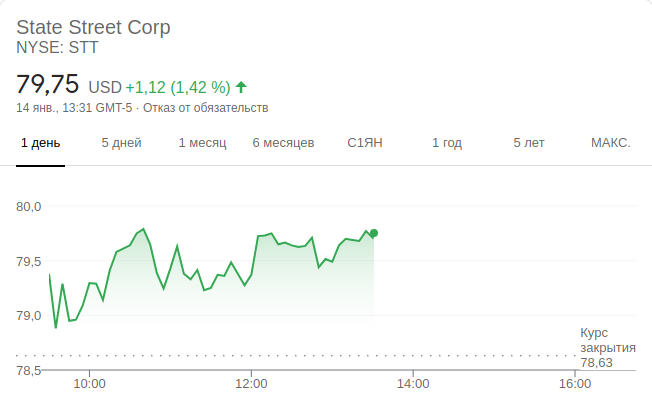 State Street Corp
NYSE: STT
79,75 USD +1,12 (1,42 %)
14 янв., 13:31 GMT-5 · Отказ от обязательств
1 день 5 дней 1 месяц 6 месяцев С1ЯН 1 год 5 лет МАКС.
80,0
79,5
79,0
Курс
закрытия
78,63
78,5
10:00 12:00 14:00 16:00